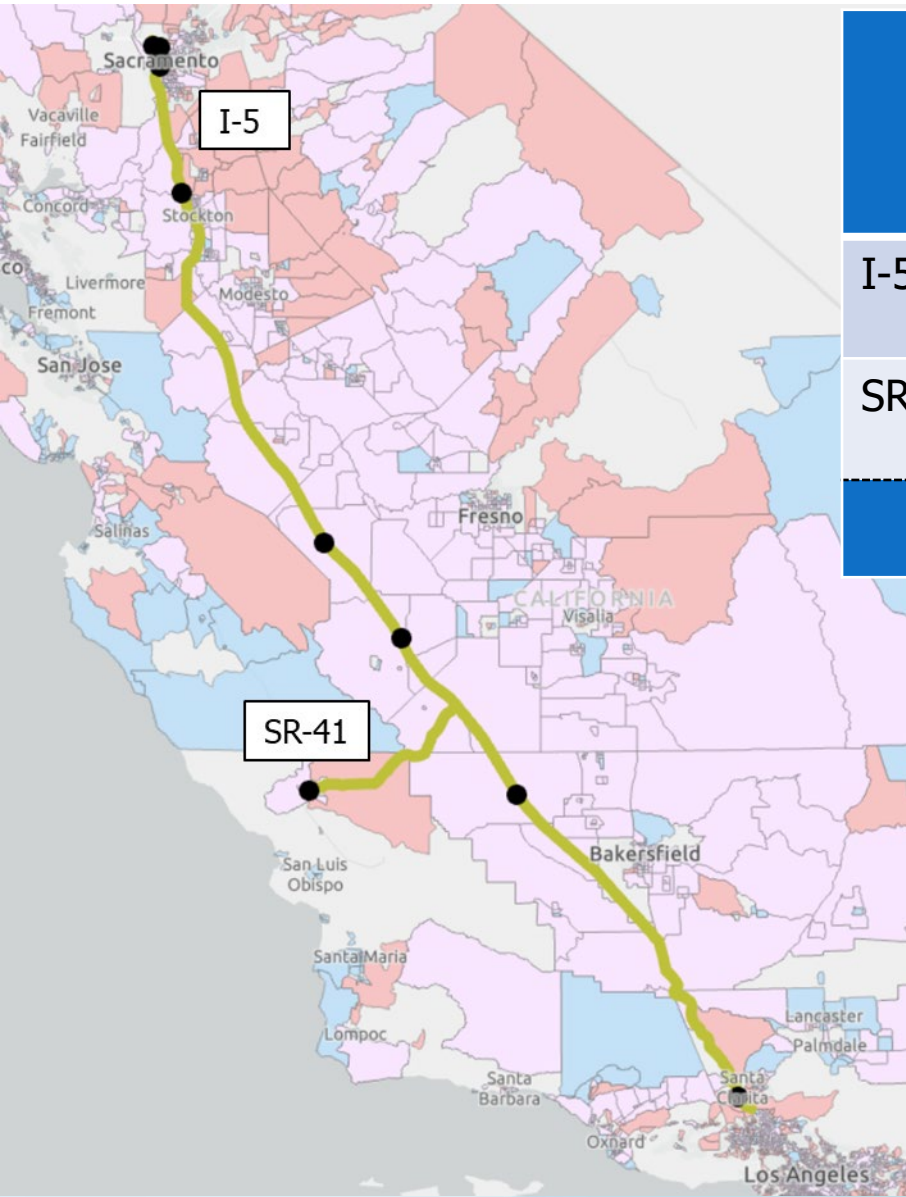 Sacramento
I-5
Vacaville
Fairfield
Concord
Stockton
co
Livermore
Modesto
Fremont
San Jose
I-5
SR
Salinas
Fresno
CALIFORNIA
Visalia
SR-41
Bakersfield
San Luis
Obispo
Santa Maria
Lompoc
Lancaster
Palmdale
Santa
Barbara
Santa
Clarita
Oxnard
Los Angeles